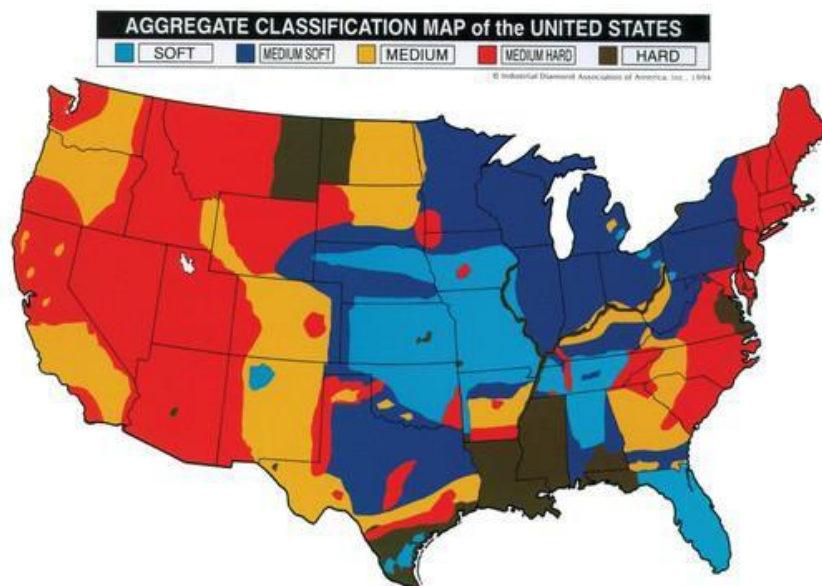 AGGREGATE CLASSIFICATION MAP of the UNITED STATES
SOFT MEDIUM SOFT MEDIUM MEDIUM HARD HARD
© Industrial Diamond Association of America, Inc., 1994